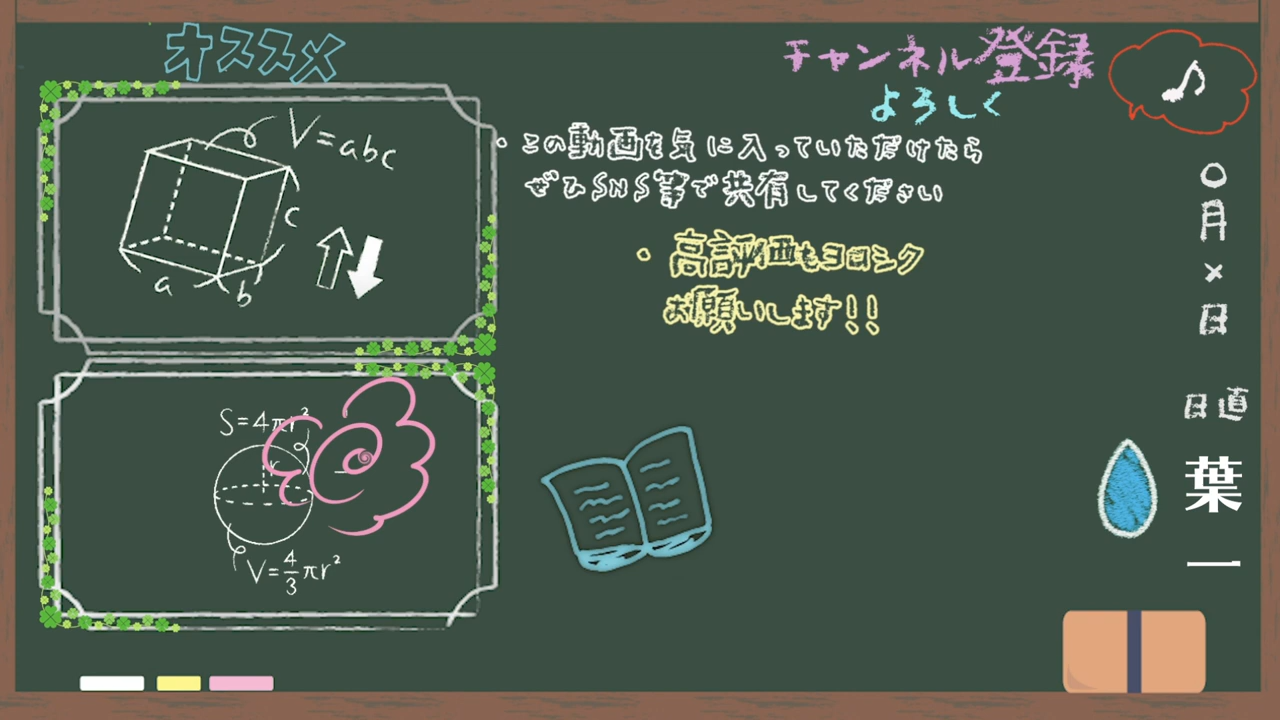 オススメ
V=abc
c
a
b
S=4πr²
r
V=4/3πr²
チャンネル登録
よろしく
・この動画を気に入っていただけたら
ぜひSNS等で共有してください
・高評価もヨロシク
お願いします!!
○月×日
日直
葉一